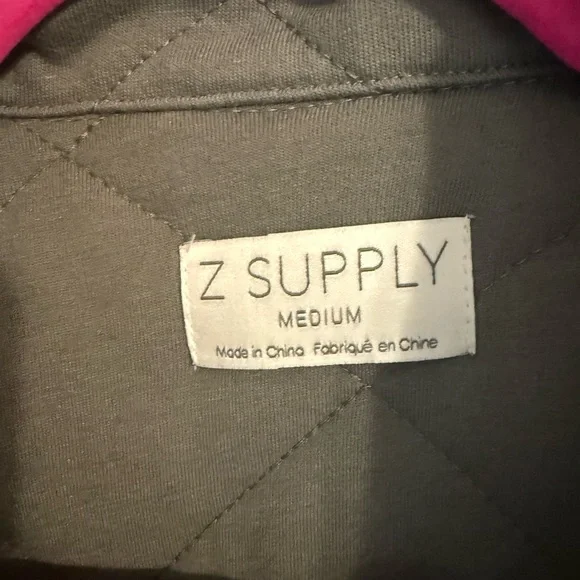 Z SUPPLY
MEDIUM
Made in China Fabriqué en Chine